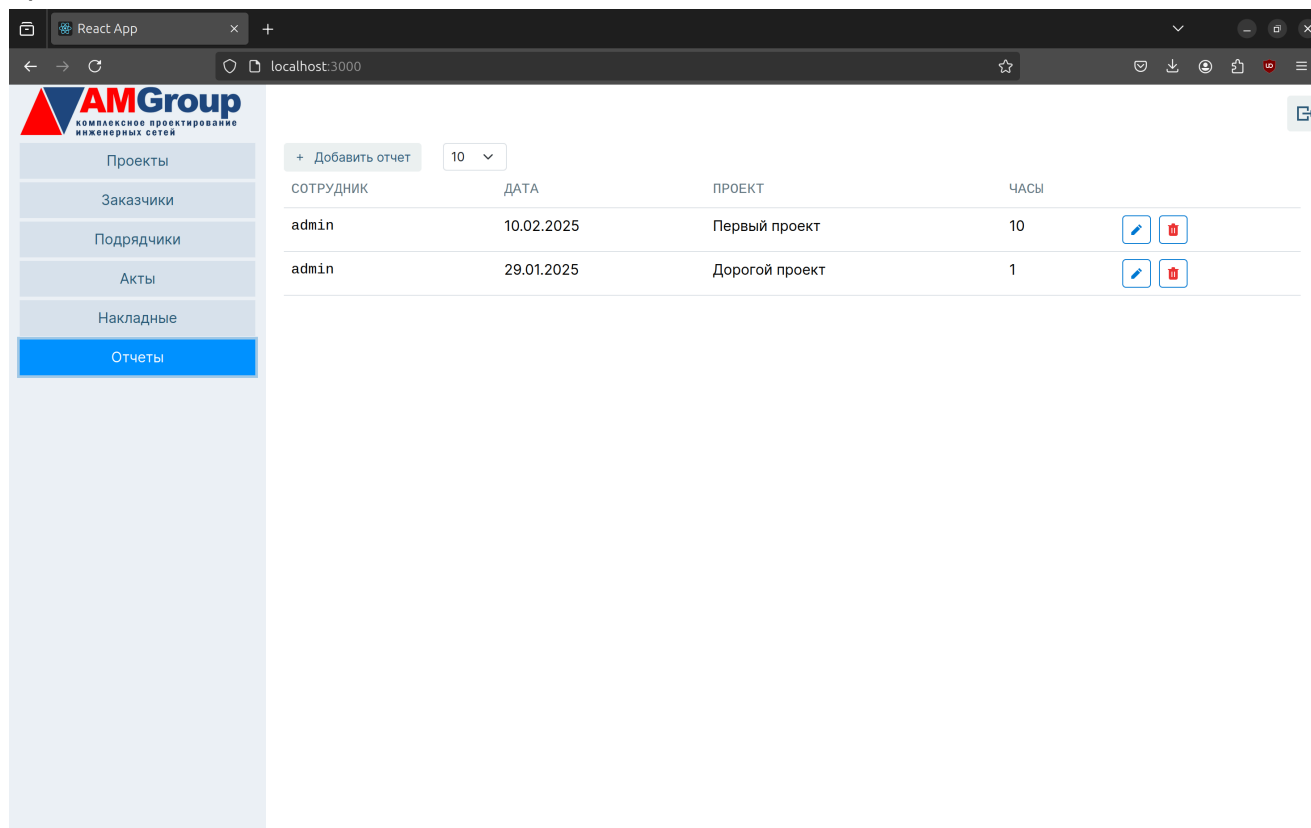 React App
localhost:3000
AMGroup
комплексное проектирование
инженерных сетей
Проекты
Заказчики
Подрядчики
Акты
Накладные
Отчеты
+ Добавить отчет 10
СОТРУДНИК ДАТА ПРОЕКТ ЧАСЫ
admin 10.02.2025 Первый проект 10
admin 29.01.2025 Дорогой проект 1